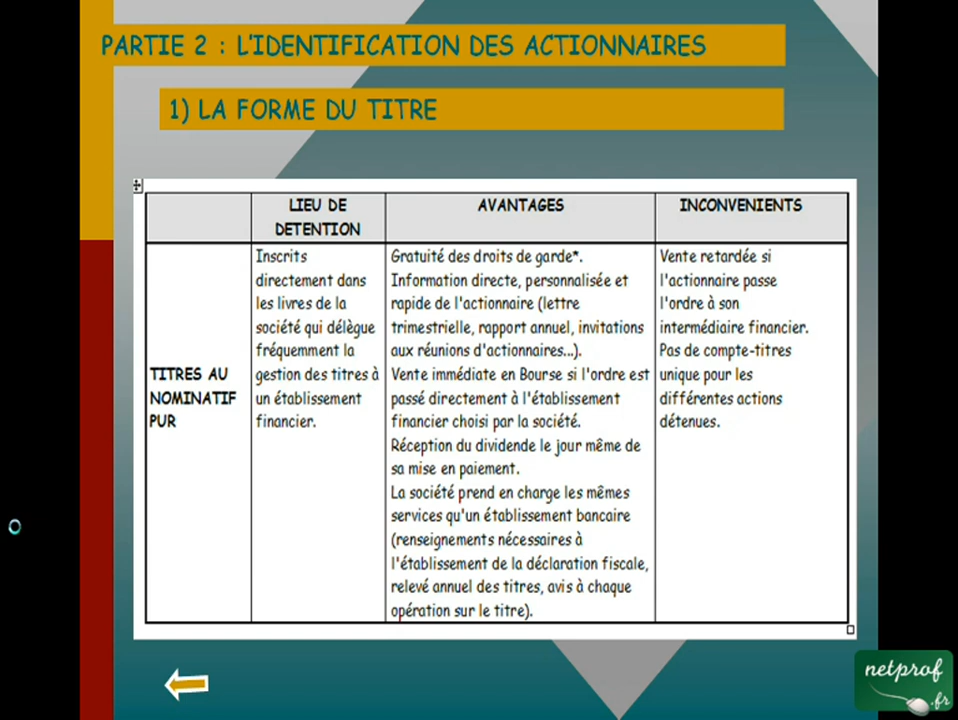 PARTIE 2 : L'IDENTIFICATION DES ACTIONNAIRES
1) LA FORME DU TITRE
LIEU DE
DETENTION
AVANTAGES
INCONVENIENTS
TITRES AU
NOMINATIF
PUR
Inscrits
directement dans
les livres de la
société qui délègue
fréquemment la
gestion des titres à
un établissement
financier.
Gratuité des droits de garde*.
Information directe, personnalisée et
rapide de l'actionnaire (lettre
trimestrielle, rapport annuel, invitations
aux réunions d'actionnaires...).
Vente immédiate en Bourse si l'ordre est
passé directement à l'établissement
financier choisi par la société.
Réception du dividende le jour même de
sa mise en paiement.
La société prend en charge les mêmes
services qu'un établissement bancaire
(renseignements nécessaires à
l'établissement de la déclaration fiscale,
relevé annuel des titres, avis à chaque
opération sur le titre).
Vente retardée si
l'actionnaire passe
l'ordre à son
intermédiaire financier.
Pas de compte-titres
unique pour les
différentes actions
détenues.
netprof
.fr